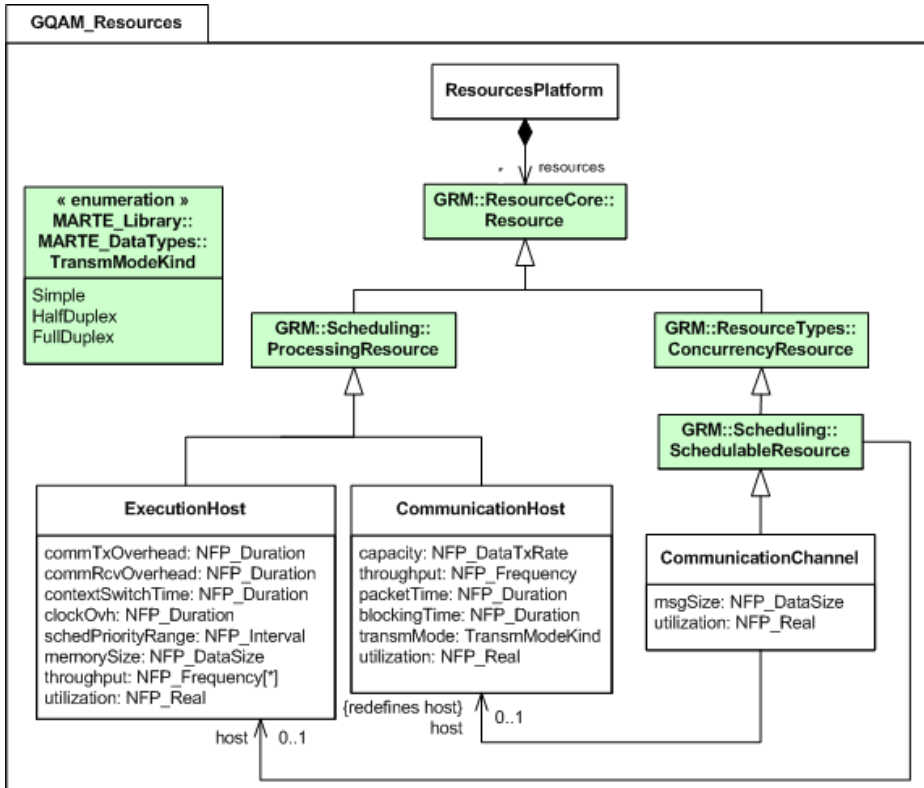 GQAM_Resources
ResourcesPlatform
* resources
GRM::ResourceCore::
Resource
« enumeration »
MARTE_Library::
MARTE_DataTypes::
TransmModeKind
Simple
HalfDuplex
FullDuplex
GRM::Scheduling::
ProcessingResource
GRM::ResourceTypes::
ConcurrencyResource
GRM::Scheduling::
SchedulableResource
ExecutionHost
commTxOverhead: NFP_Duration
commRcvOverhead: NFP_Duration
contextSwitchTime: NFP_Duration
clockOvh: NFP_Duration
schedPriorityRange: NFP_Interval
memorySize: NFP_DataSize
throughput: NFP_Frequency[*]
utilization: NFP_Real
CommunicationHost
capacity: NFP_DataTxRate
throughput: NFP_Frequency
packetTime: NFP_Duration
blockingTime: NFP_Duration
transmMode: TransmModeKind
utilization: NFP_Real
CommunicationChannel
msgSize: NFP_DataSize
utilization: NFP_Real
{redefines host}
host 0..1
host 0..1